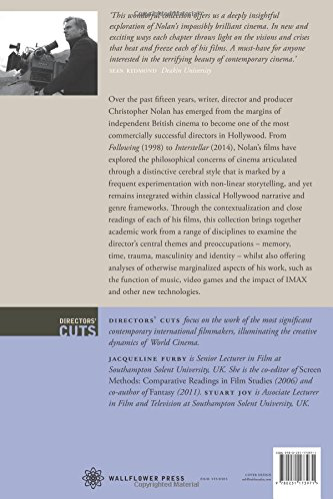 'This wonderful collection offers us a deeply insightful
exploration of Nolan's impossibly brilliant cinema. In new and
exciting ways each chapter throws light on the visions and crises
that heat and freeze each of his films. A must-have for anyone
interested in the terrifying beauty of contemporary cinema.'
SEAN REDMOND Deakin University
Over the past fifteen years, writer, director and producer
Christopher Nolan has emerged from the margins of
independent British cinema to become one of the most
commercially successful directors in Hollywood. From
Following (1998) to Interstellar (2014), Nolan's films have
explored the philosophical concerns of cinema articulated
through a distinctive cerebral style that is marked by a
frequent experimentation with non-linear storytelling, and yet
remains integrated within classical Hollywood narrative and
genre frameworks. Through the contextualization and close
readings of each of his films, this collection brings together
academic work from a range of disciplines to examine the
director's central themes and preoccupations – memory,
time, trauma, masculinity and identity – whilst also offering
analyses of otherwise marginalized aspects of his work, such
as the function of music, video games and the impact of IMAX
and other new technologies.
DIRECTORS'
CUTS
DIRECTORS' CUTS focus on the work of the most significant
contemporary international filmmakers, illuminating the creative
dynamics of World Cinema.
JACQUELINE FURBY is Senior Lecturer in Film at
Southampton Solent University, UK. She is the co-editor of Screen
Methods: Comparative Readings in Film Studies (2006) and
co-author of Fantasy (2011). STUART JOY is Associate Lecturer
in Film and Television at Southampton Solent University, UK.
WALLFLOWER PRESS
FILM STUDIES